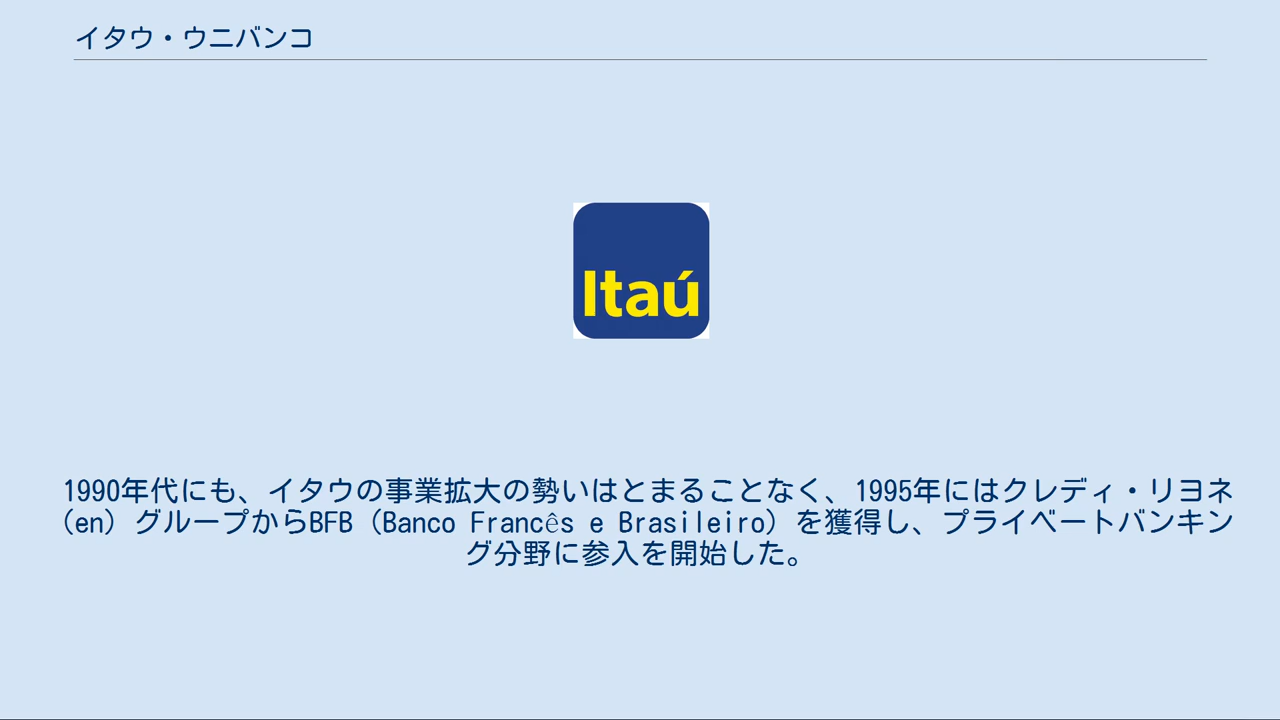 イタウ・ウニバンコ
Itaú
1990年代にも、イタウの事業拡大の勢いはとまることなく、1995年にはクレディ・リヨネ
(en) グループからBFB (Banco Francês e Brasileiro) を獲得し、プライベートバンキン
グ分野に参入を開始した。